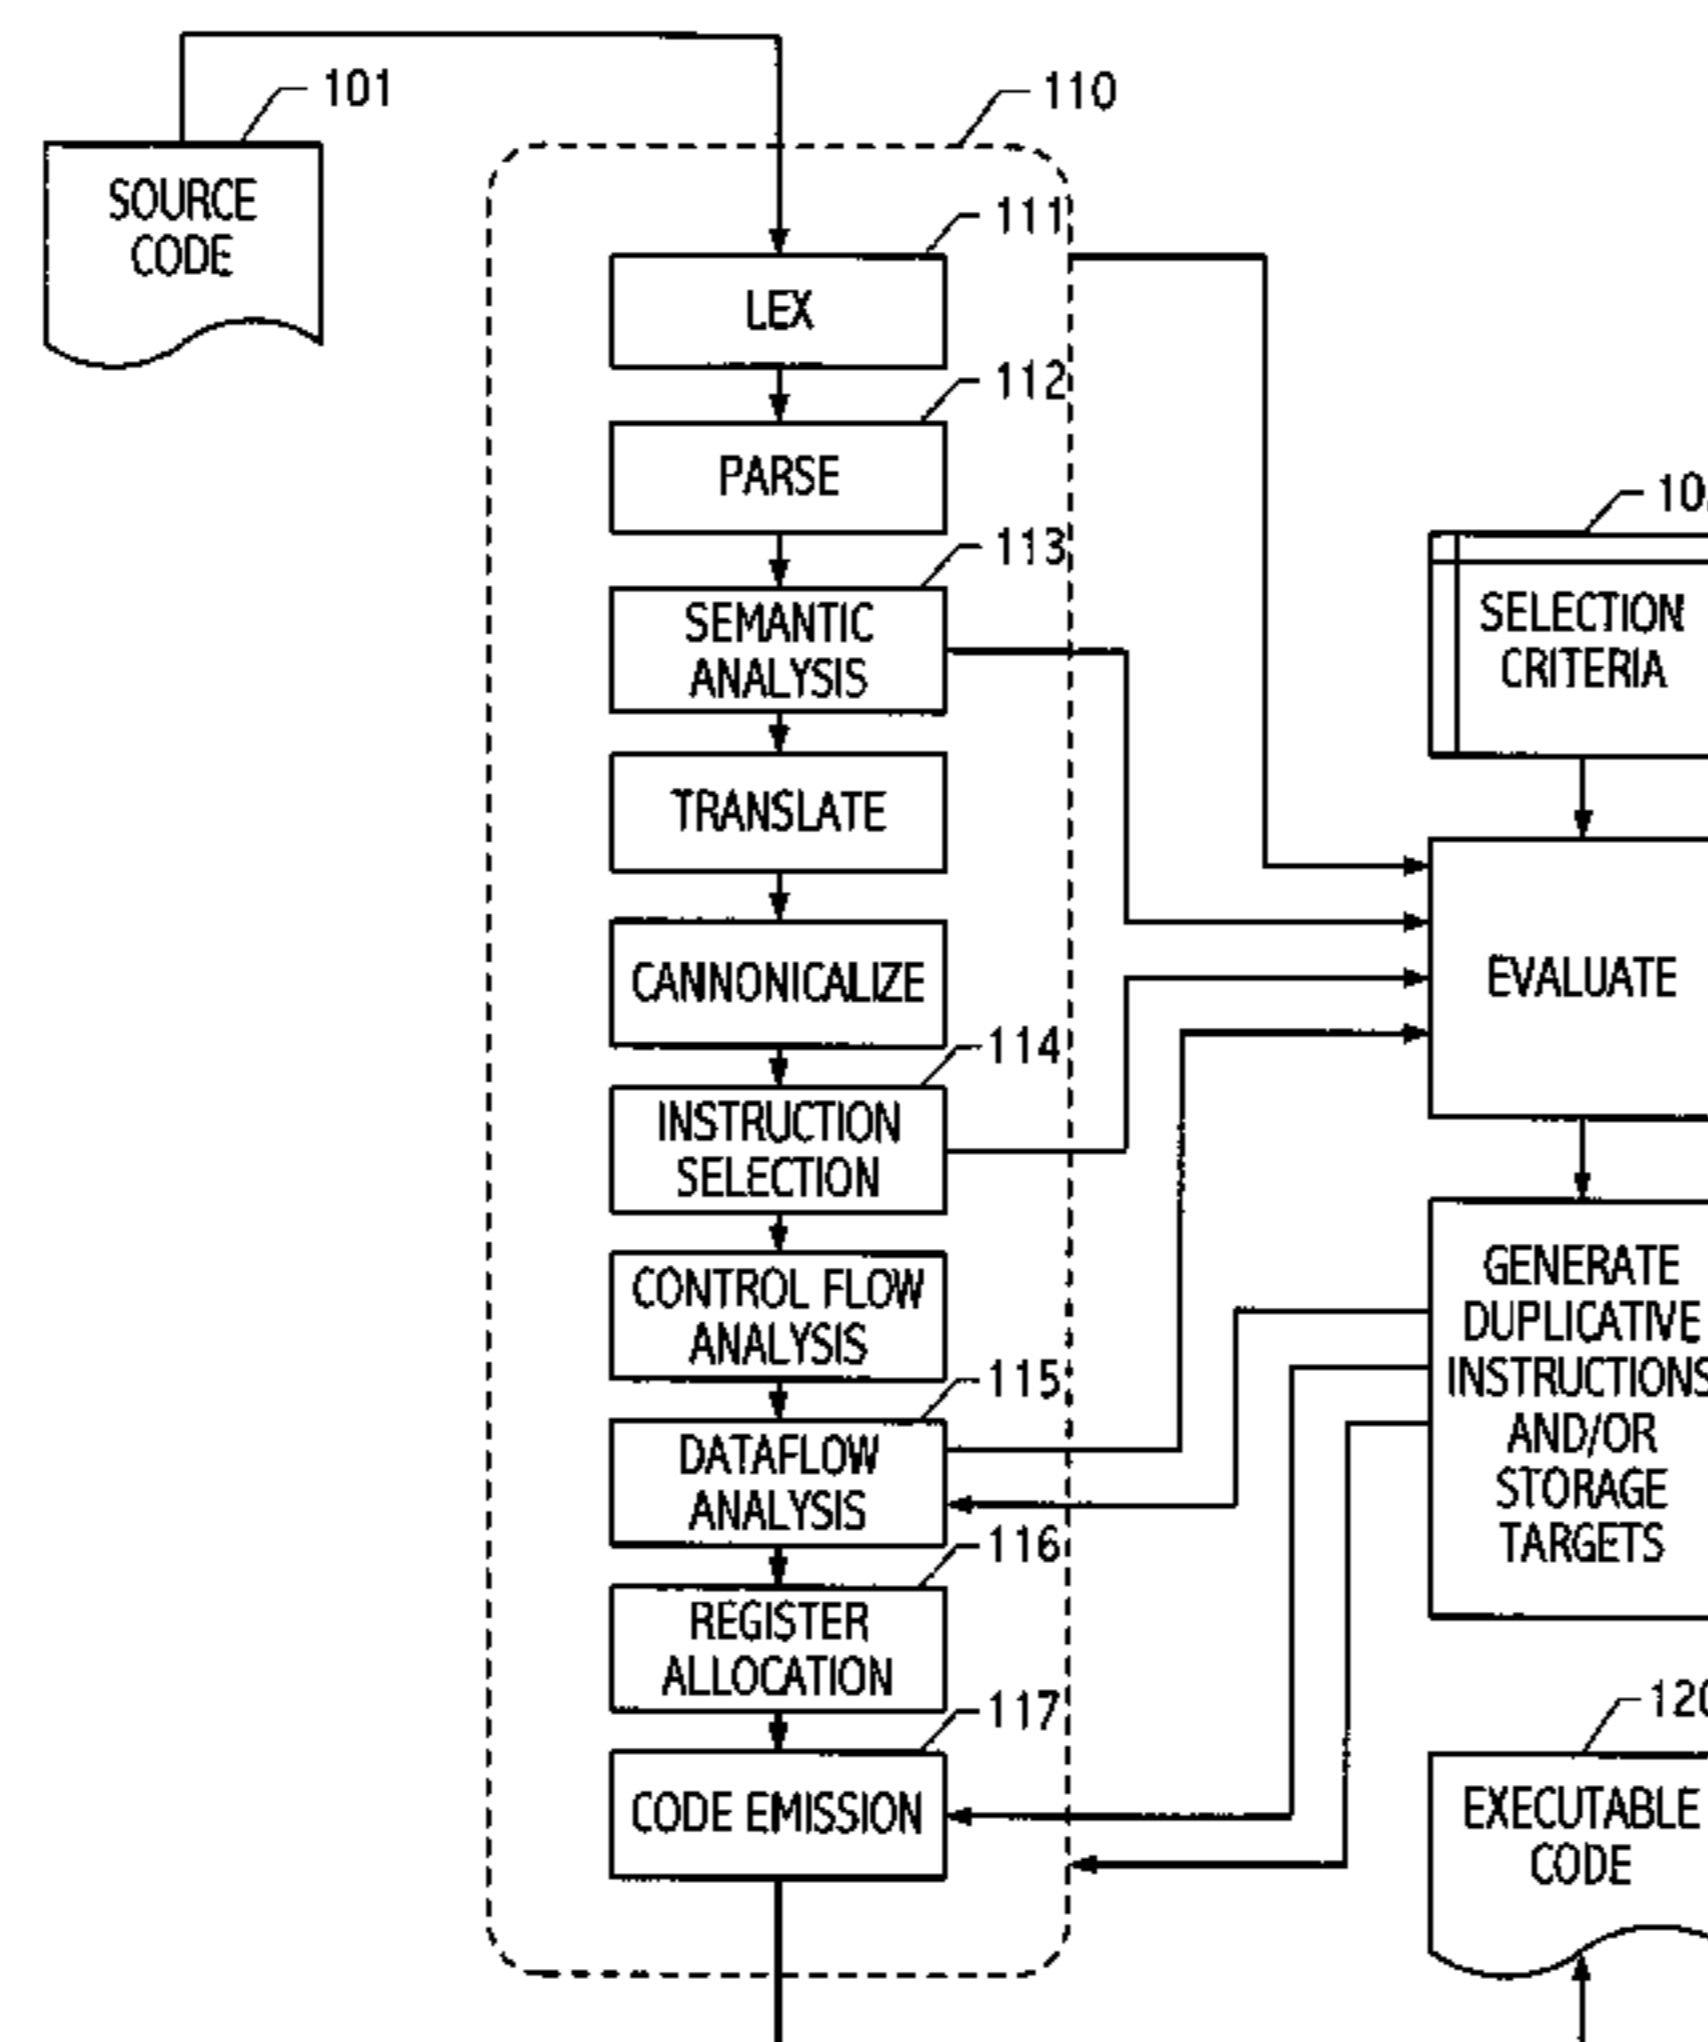 101
SOURCE
CODE
110
111
LEX
112
PARSE
113
SEMANTIC
ANALYSIS
TRANSLATE
CANNONICALIZE
114
INSTRUCTION
SELECTION
CONTROL FLOW
ANALYSIS
115
DATAFLOW
ANALYSIS
116
REGISTER
ALLOCATION
117
CODE EMISSION
SELECTION
CRITERIA
EVALUATE
GENERATE
DUPLICATIVE
INSTRUCTIONS
AND/OR
STORAGE
TARGETS
120
EXECUTABLE
CODE